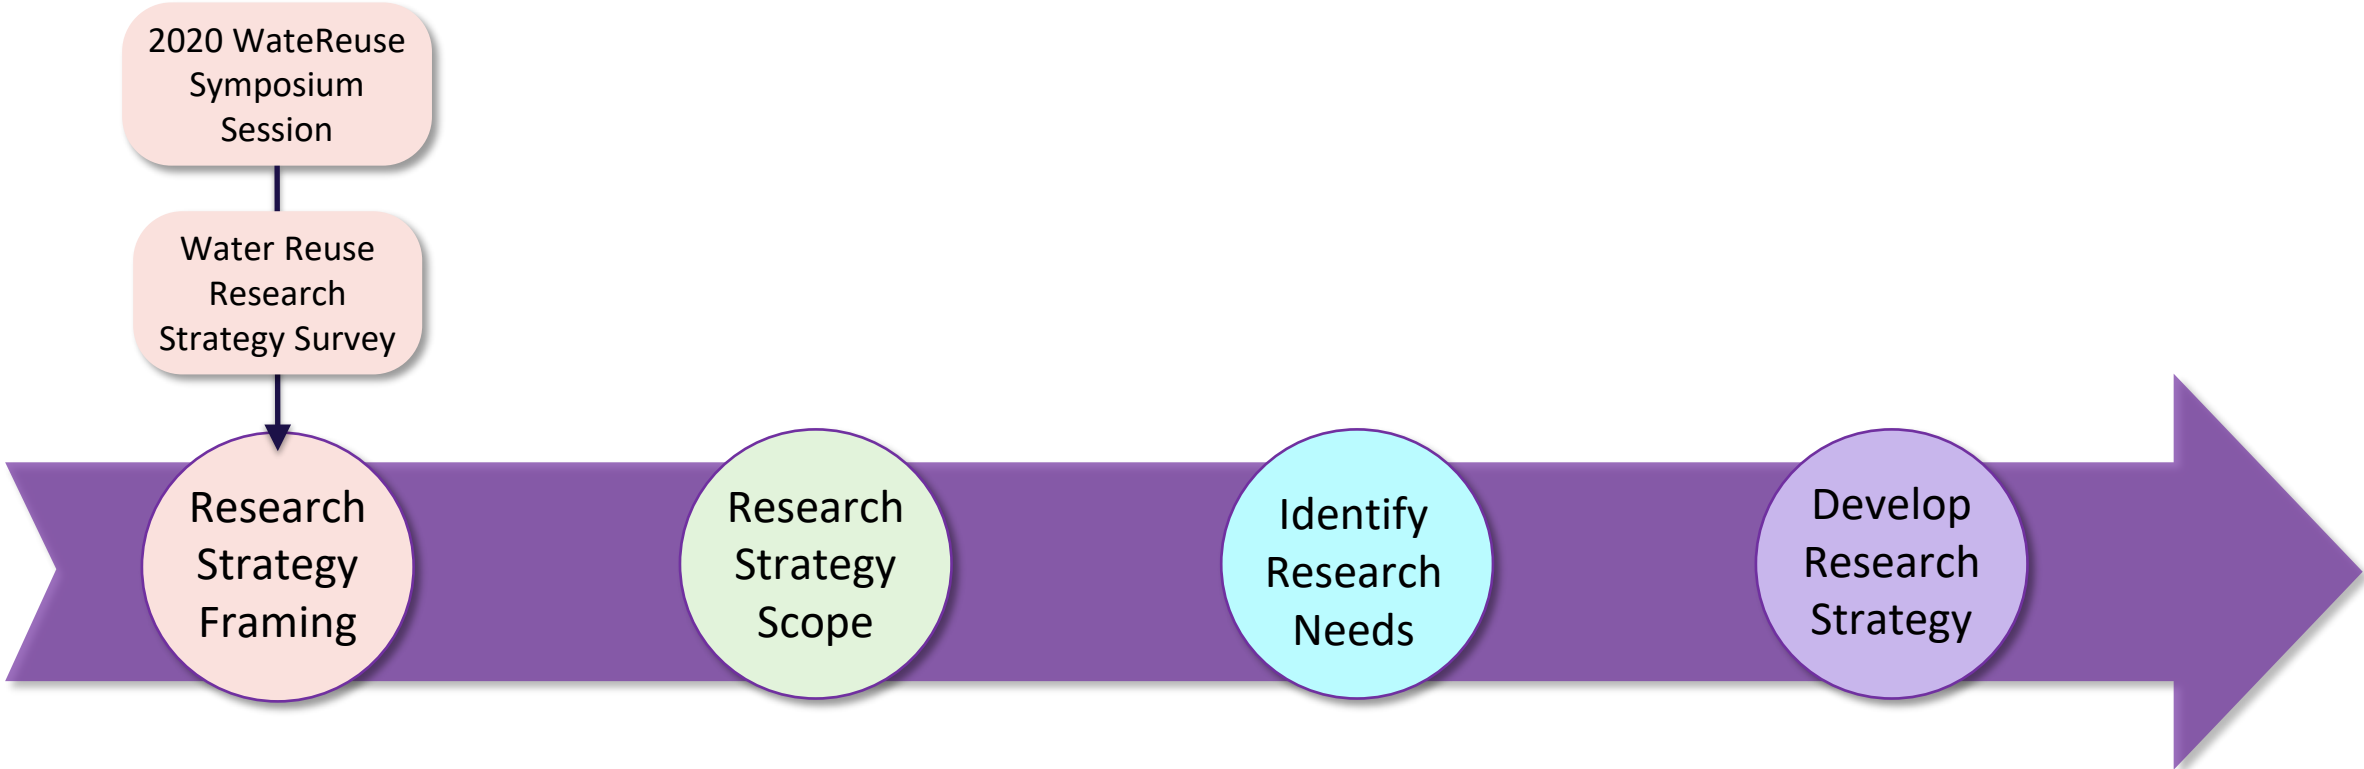 2020 WateReuse
Symposium
Session
Water Reuse
Research
Strategy Survey
Research
Strategy
Framing
Research
Strategy
Scope
Identify
Research
Needs
Develop
Research
Strategy